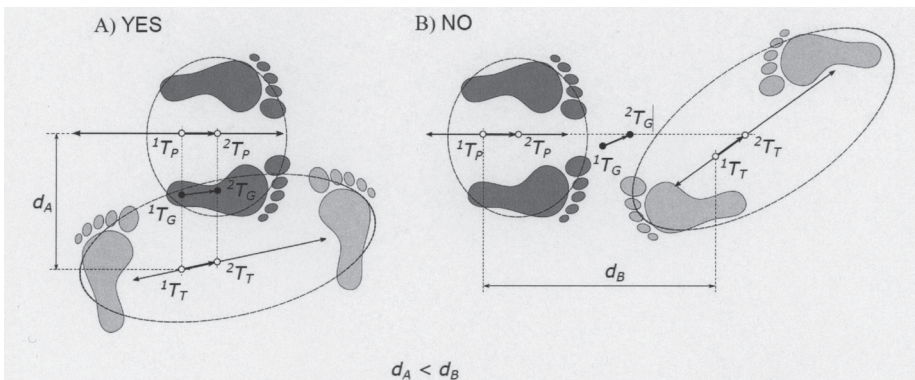 A) YES
B) NO
¹T_P ²T_P
¹T_P ²T_P
²T_G
¹T_G
²T_T
¹T_T
d_A
²T_G
¹T_G
²T_T
¹T_T
d_B
d_A < d_B